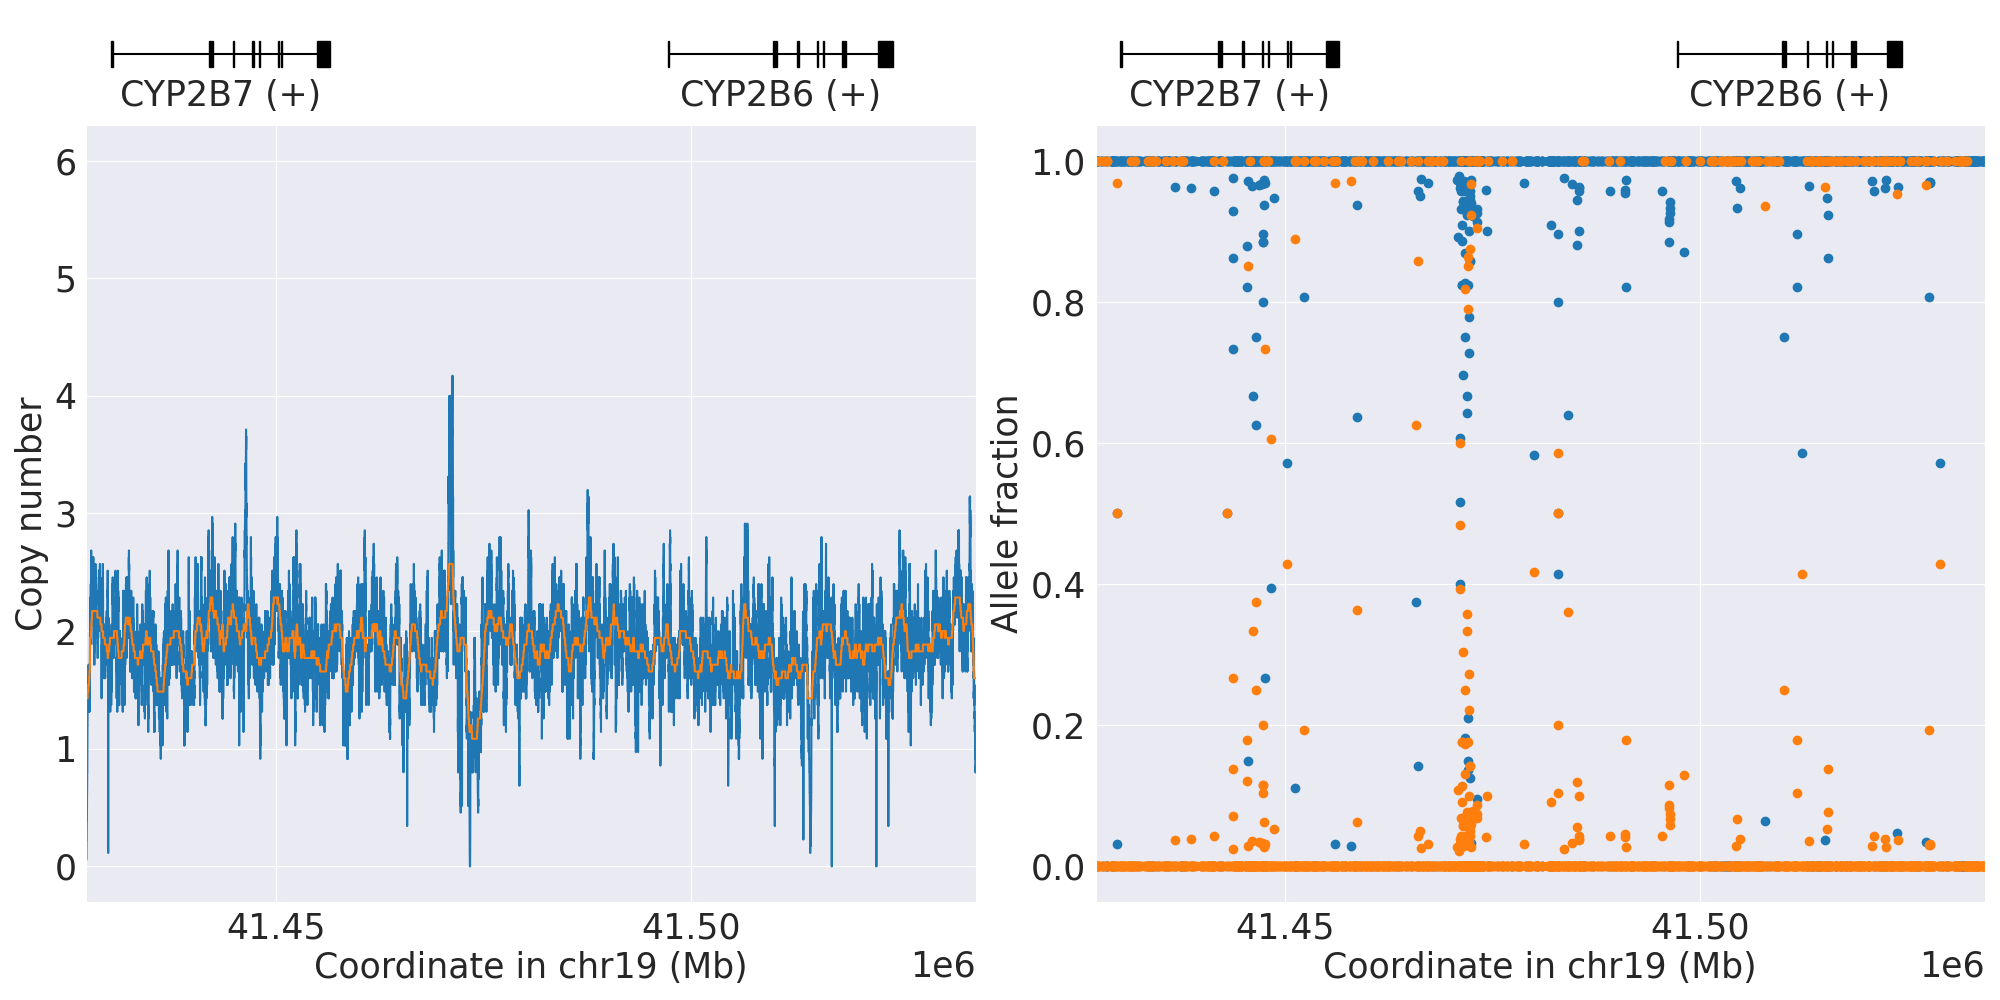 CYP2B7 (+) CYP2B6 (+)
6
5
4
3
2
1
0
Copy number
41.45 41.50
Coordinate in chr19 (Mb) 1e6
CYP2B7 (+) CYP2B6 (+)
1.0
0.8
0.6
0.4
0.2
0.0
Allele fraction
41.45 41.50
Coordinate in chr19 (Mb) 1e6